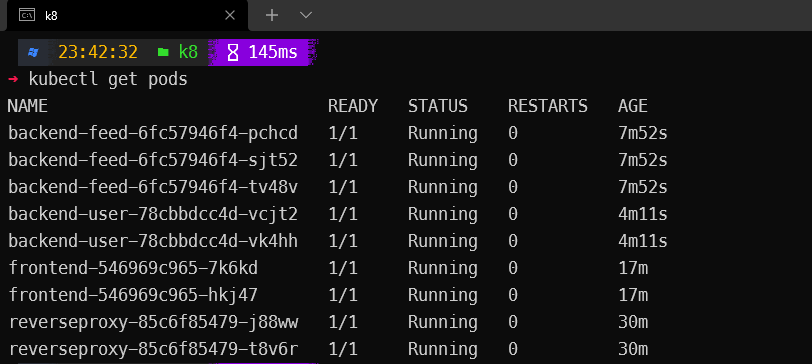 k8
23:42:32 k8 145ms
→ kubectl get pods
NAME READY STATUS RESTARTS AGE
backend-feed-6fc57946f4-pchcd 1/1 Running 0 7m52s
backend-feed-6fc57946f4-sjt52 1/1 Running 0 7m52s
backend-feed-6fc57946f4-tv48v 1/1 Running 0 7m52s
backend-user-78cbbdcc4d-vcjt2 1/1 Running 0 4m11s
backend-user-78cbbdcc4d-vk4hh 1/1 Running 0 4m11s
frontend-546969c965-7k6kd 1/1 Running 0 17m
frontend-546969c965-hkj47 1/1 Running 0 17m
reverseproxy-85c6f85479-j88ww 1/1 Running 0 30m
reverseproxy-85c6f85479-t8v6r 1/1 Running 0 30m